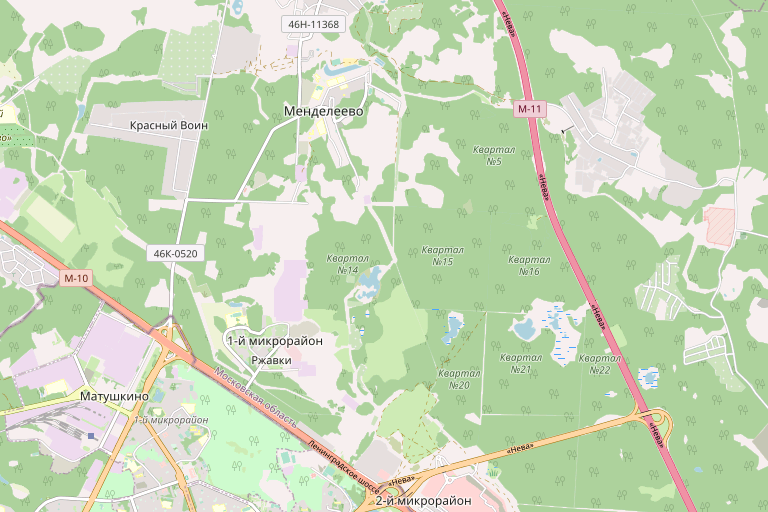 «Нева»
46Н-11368
Менделеево
М-11
й
Красный Воин
во»
Квартал
№5
«Нева»
46К-0520
Квартал
№14
Квартал
№15
Квартал
№16
М-10
«Нева»
1-й микрорайон
Ржавки
Квартал
№20
Квартал
№21
Квартал
№22
Московская область
Матушкино
1-й микрорайон
«Нева»
Ленинградское шоссе
«Нева»
«Нева»
2-й микрорайон